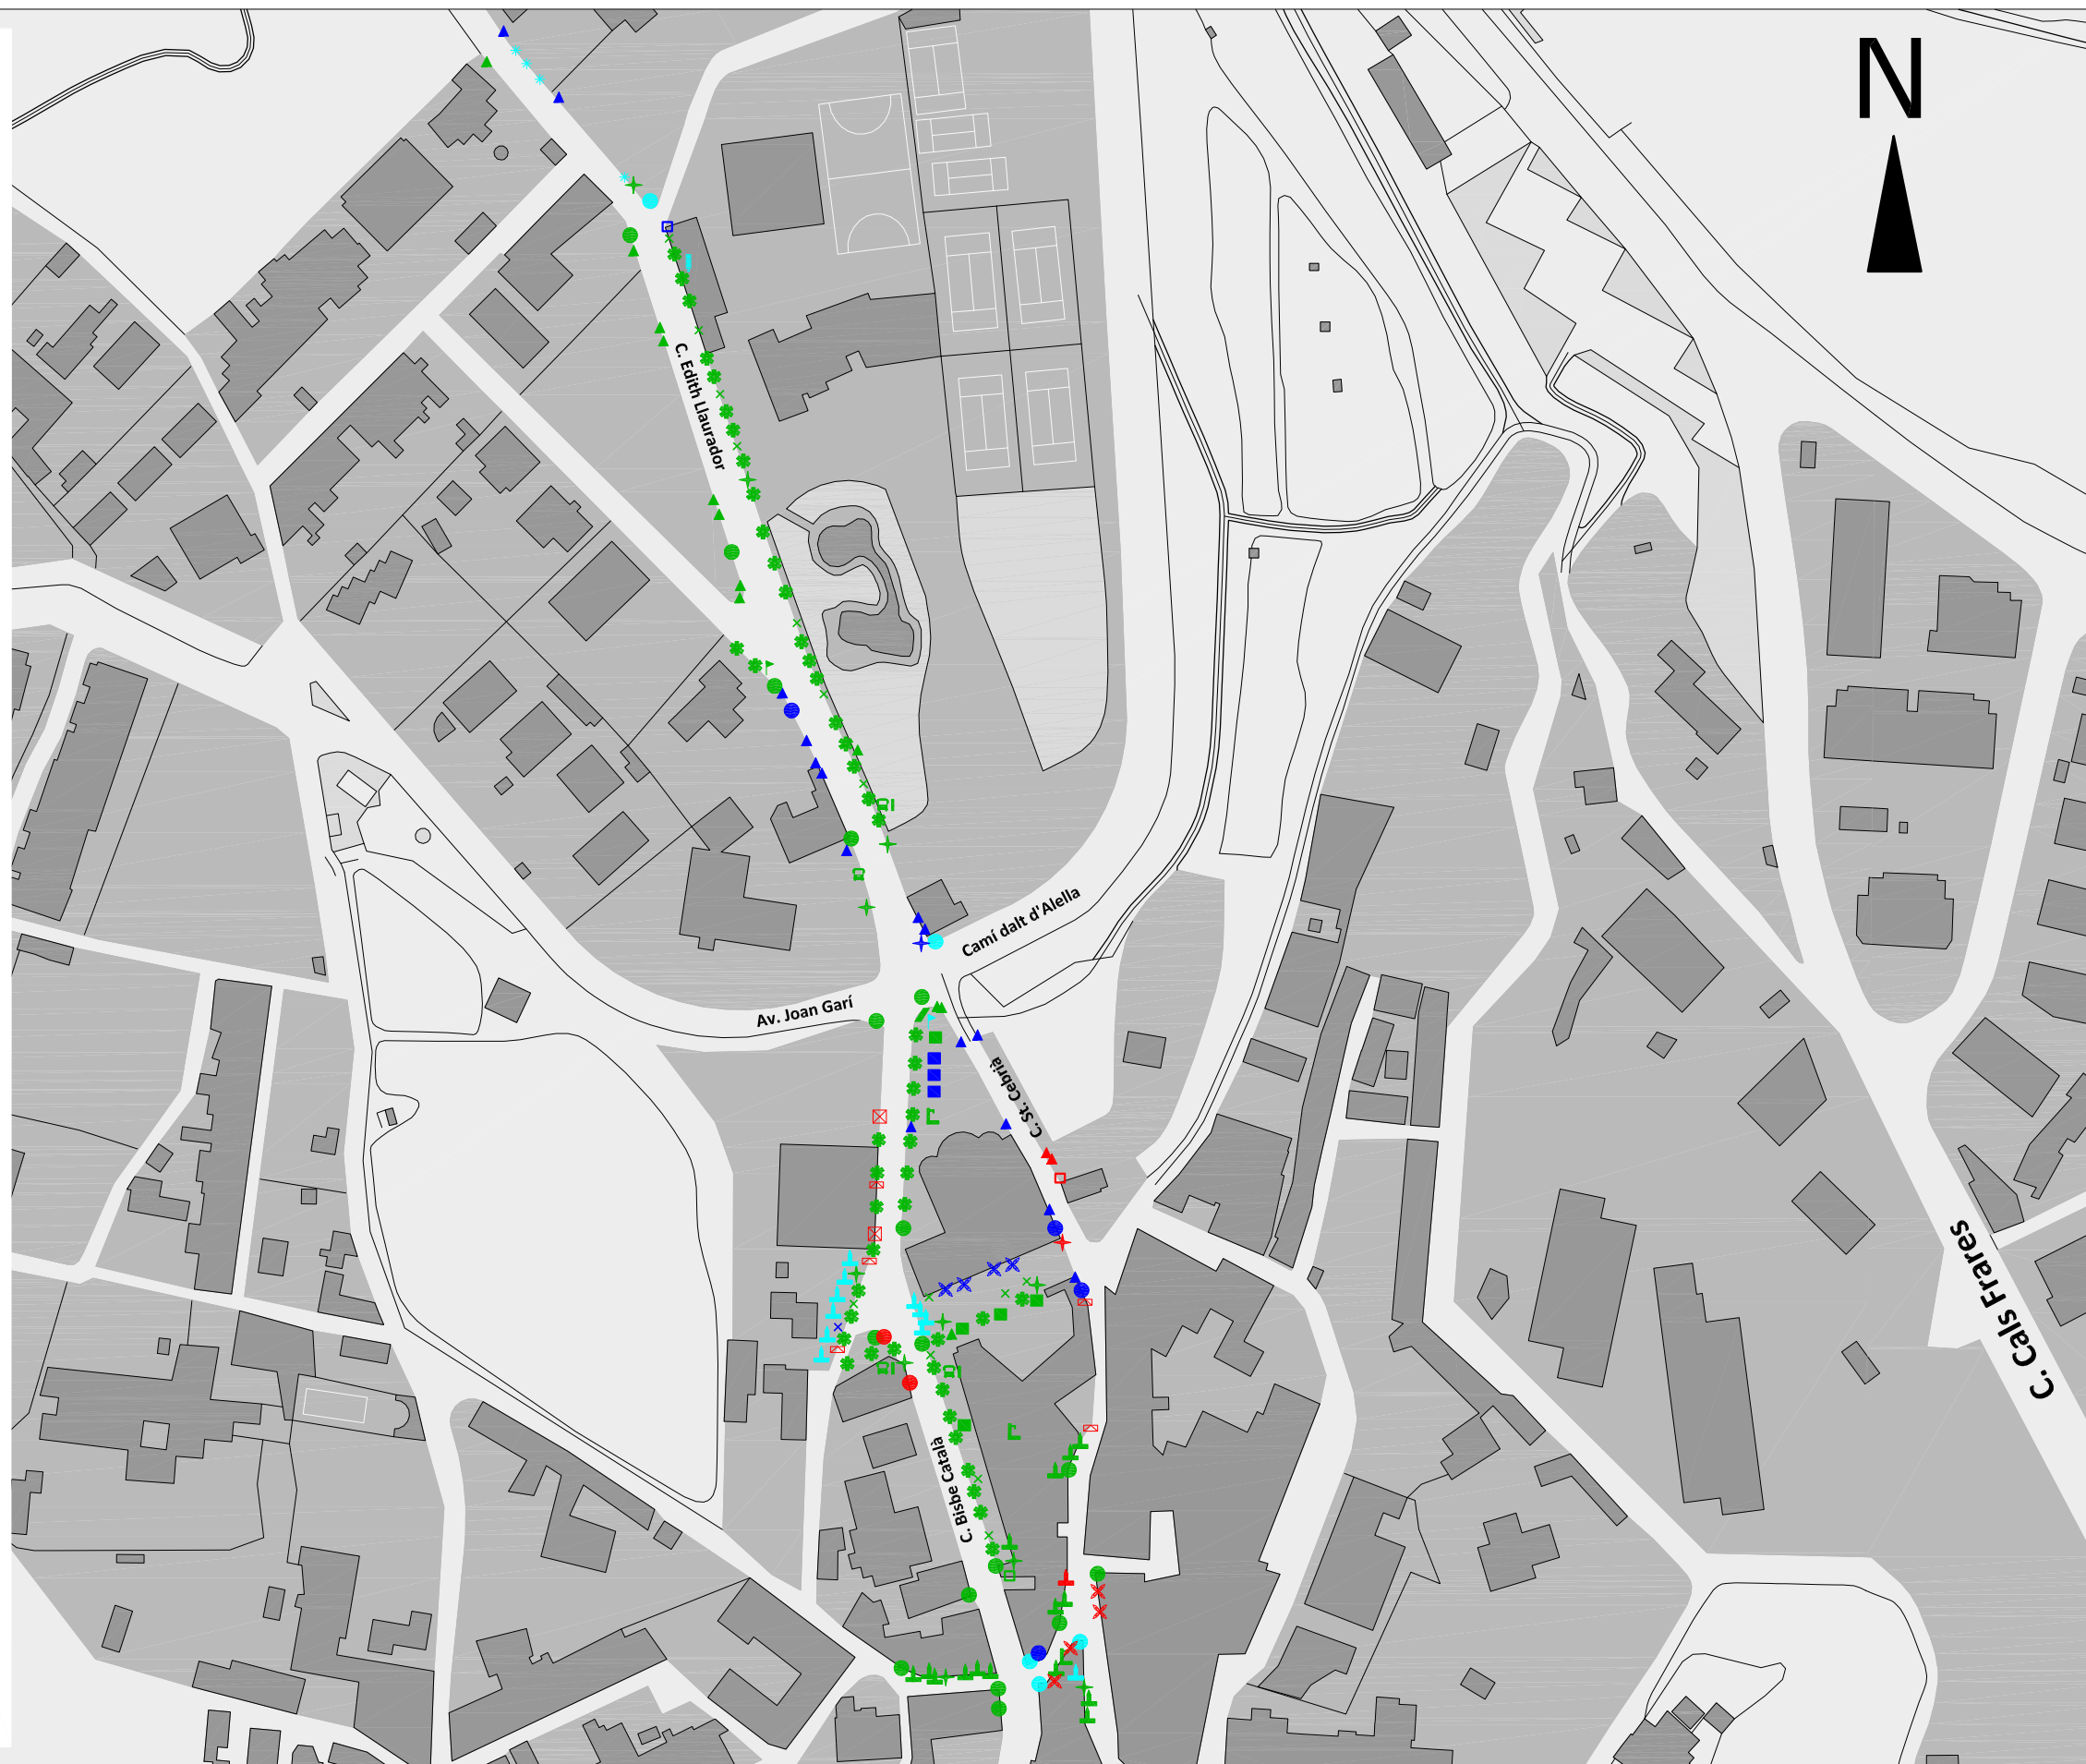 N
C. Edith Llaurador
Camí dalt d'Alella
Av. Joan Garí
C. St. Cebrià
C. Cals Frares
C. Bisbe Català